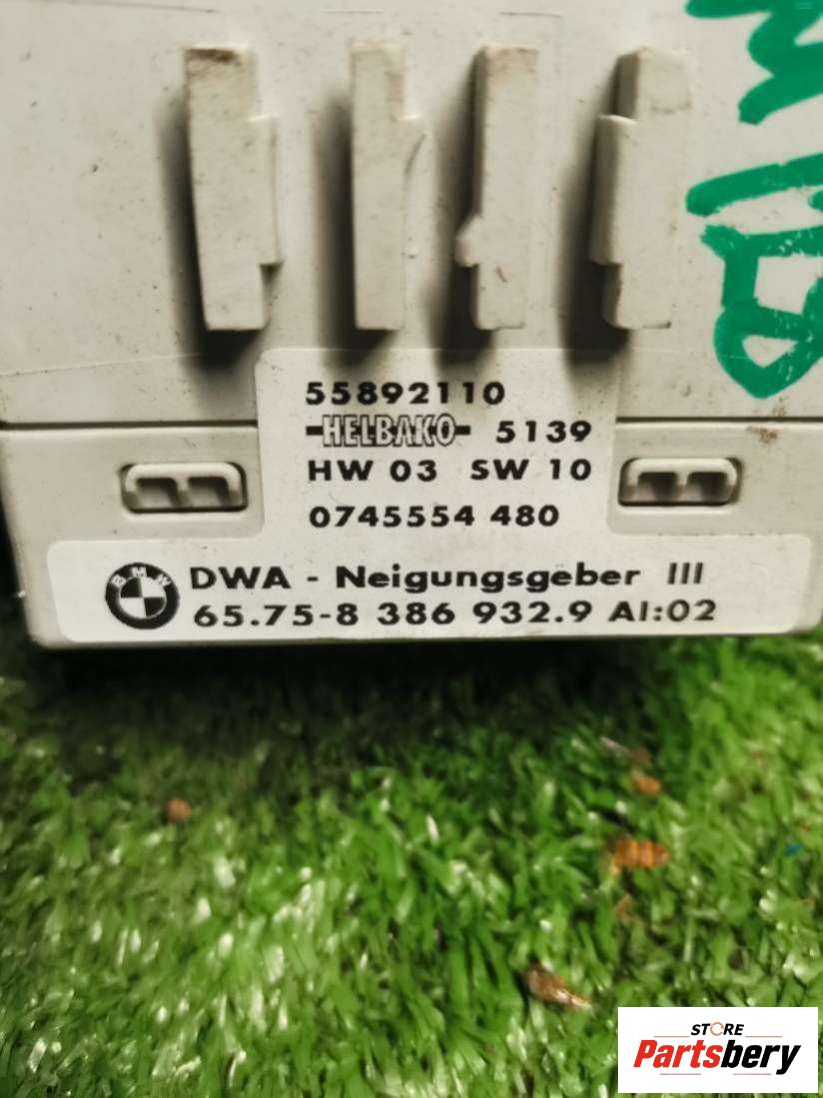 55892110
HELBAKO 5139
HW 03 SW 10
0745554 480
BMW DWA - Neigungsgeber III
65.75-8 386 932.9 AI:02
STORE
Partsbery